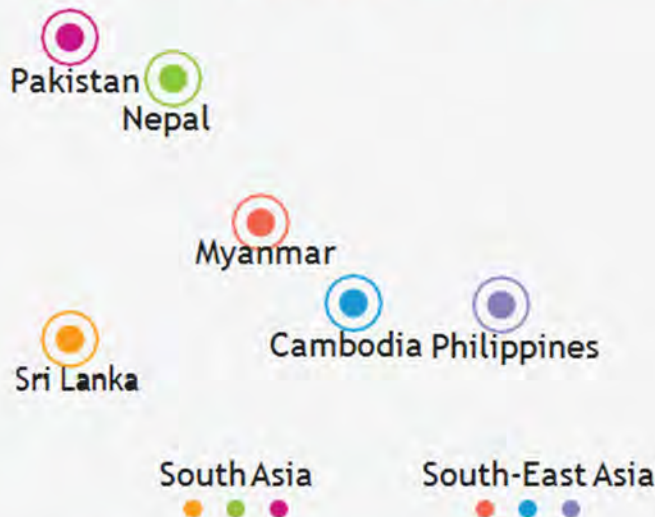 Pakistan
Nepal
Myanmar
Cambodia Philippines
Sri Lanka
South Asia South-East Asia